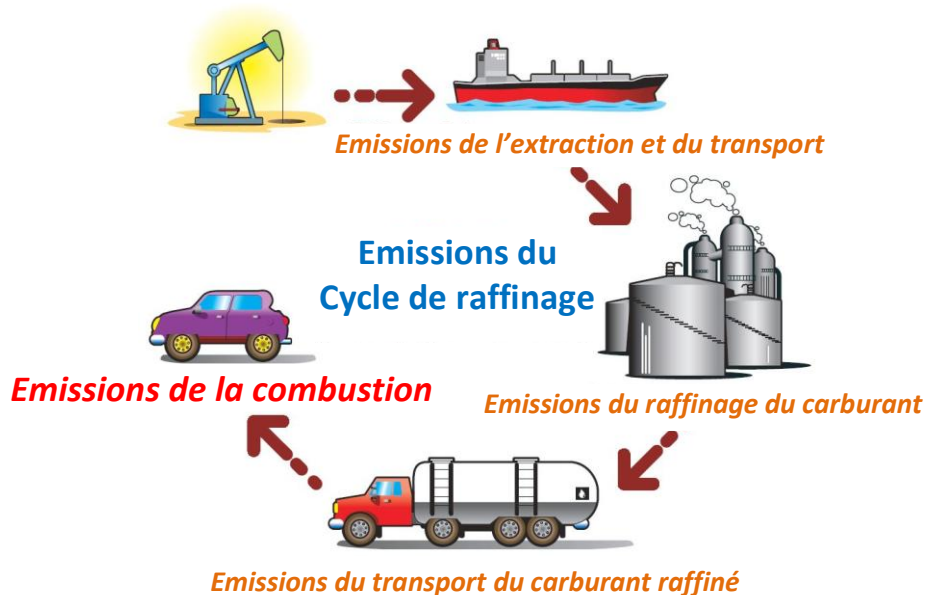 Emissions de l’extraction et du transport
Emissions du
Cycle de raffinage
Emissions de la combustion
Emissions du raffinage du carburant
Emissions du transport du carburant raffiné